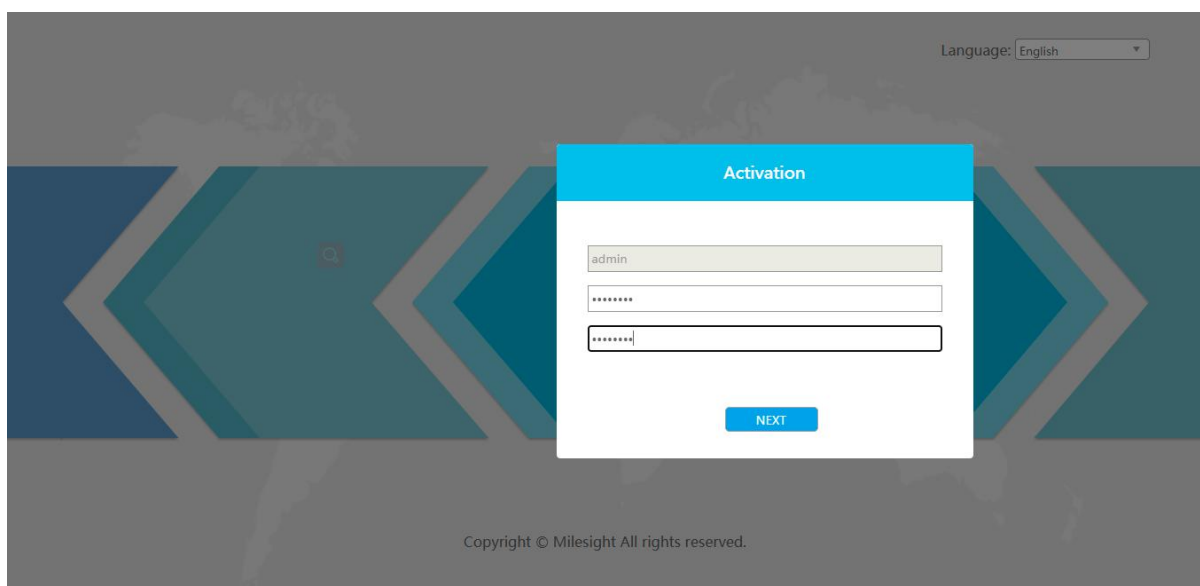 Language: English
Activation
admin
••••••••
••••••••
NEXT
Copyright © Milesight All rights reserved.